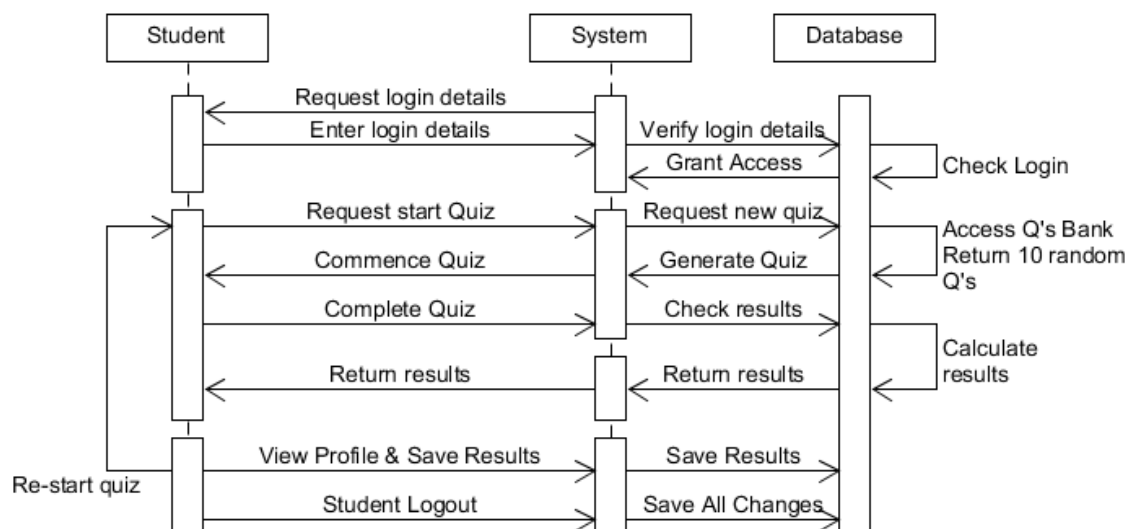 Student
System
Database
Request login details
Enter login details
Verify login details
Grant Access
Check Login
Request start Quiz
Request new quiz
Access Q's Bank
Return 10 random
Q's
Commence Quiz
Generate Quiz
Complete Quiz
Check results
Calculate
results
Return results
Return results
View Profile & Save Results
Save Results
Re-start quiz
Student Logout
Save All Changes